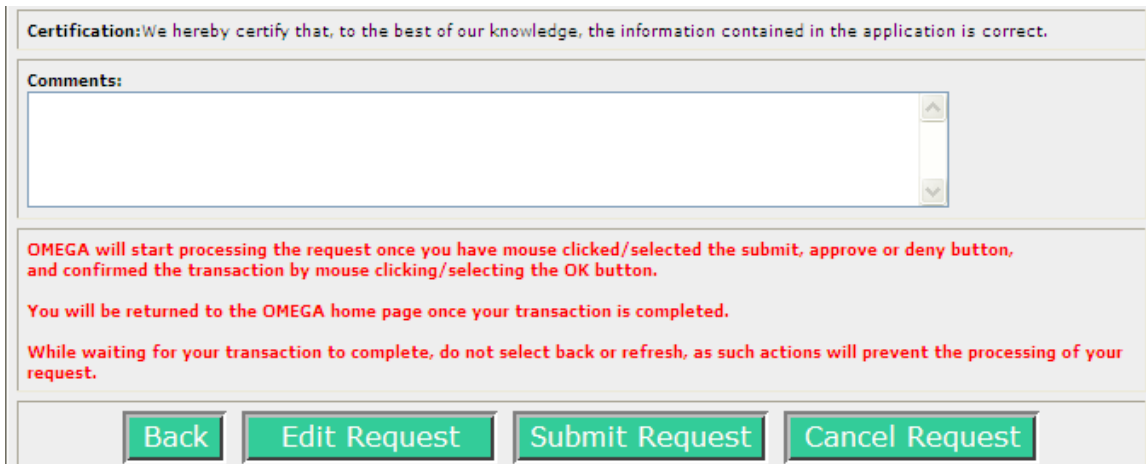 Certification:We hereby certify that, to the best of our knowledge, the information contained in the application is correct.
Comments:
OMEGA will start processing the request once you have mouse clicked/selected the submit, approve or deny button,
and confirmed the transaction by mouse clicking/selecting the OK button.
You will be returned to the OMEGA home page once your transaction is completed.
While waiting for your transaction to complete, do not select back or refresh, as such actions will prevent the processing of your
request.
Back Edit Request Submit Request Cancel Request